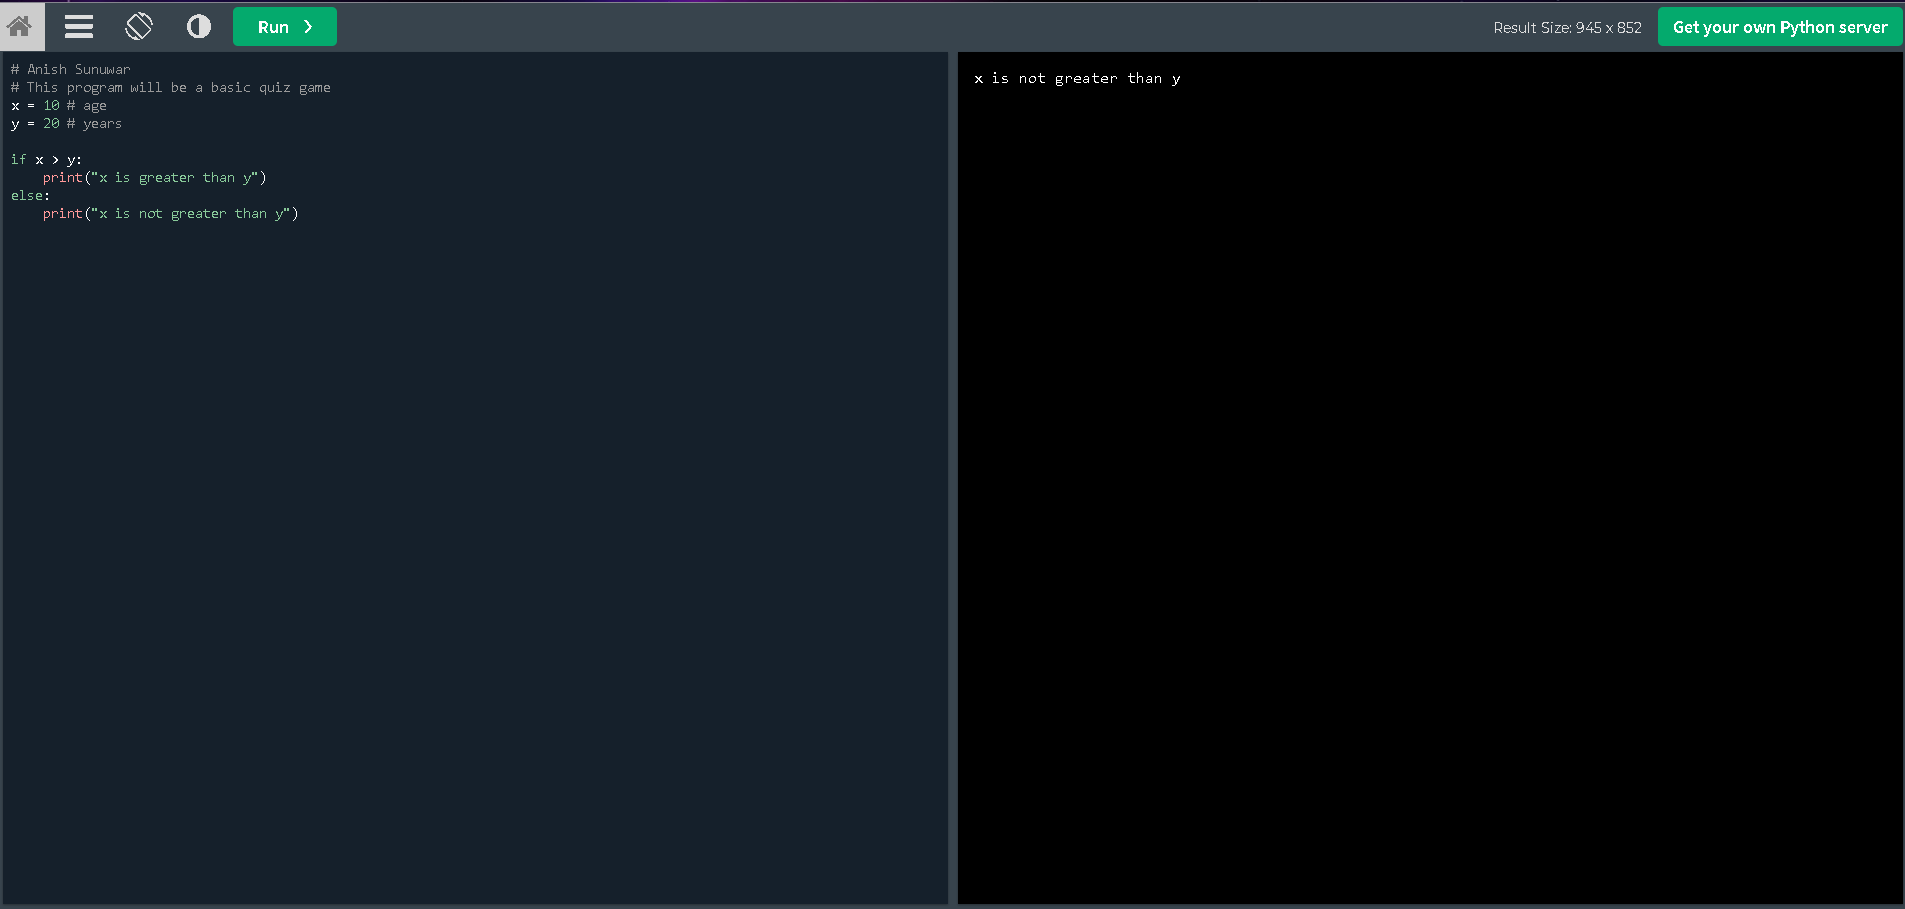 Run ❯
Result Size: 945 x 852
Get your own Python server
# Anish Sunuwar
# This program will be a basic quiz game
x = 10 # age
y = 20 # years
if x > y:
    print("x is greater than y")
else:
    print("x is not greater than y")
x is not greater than y